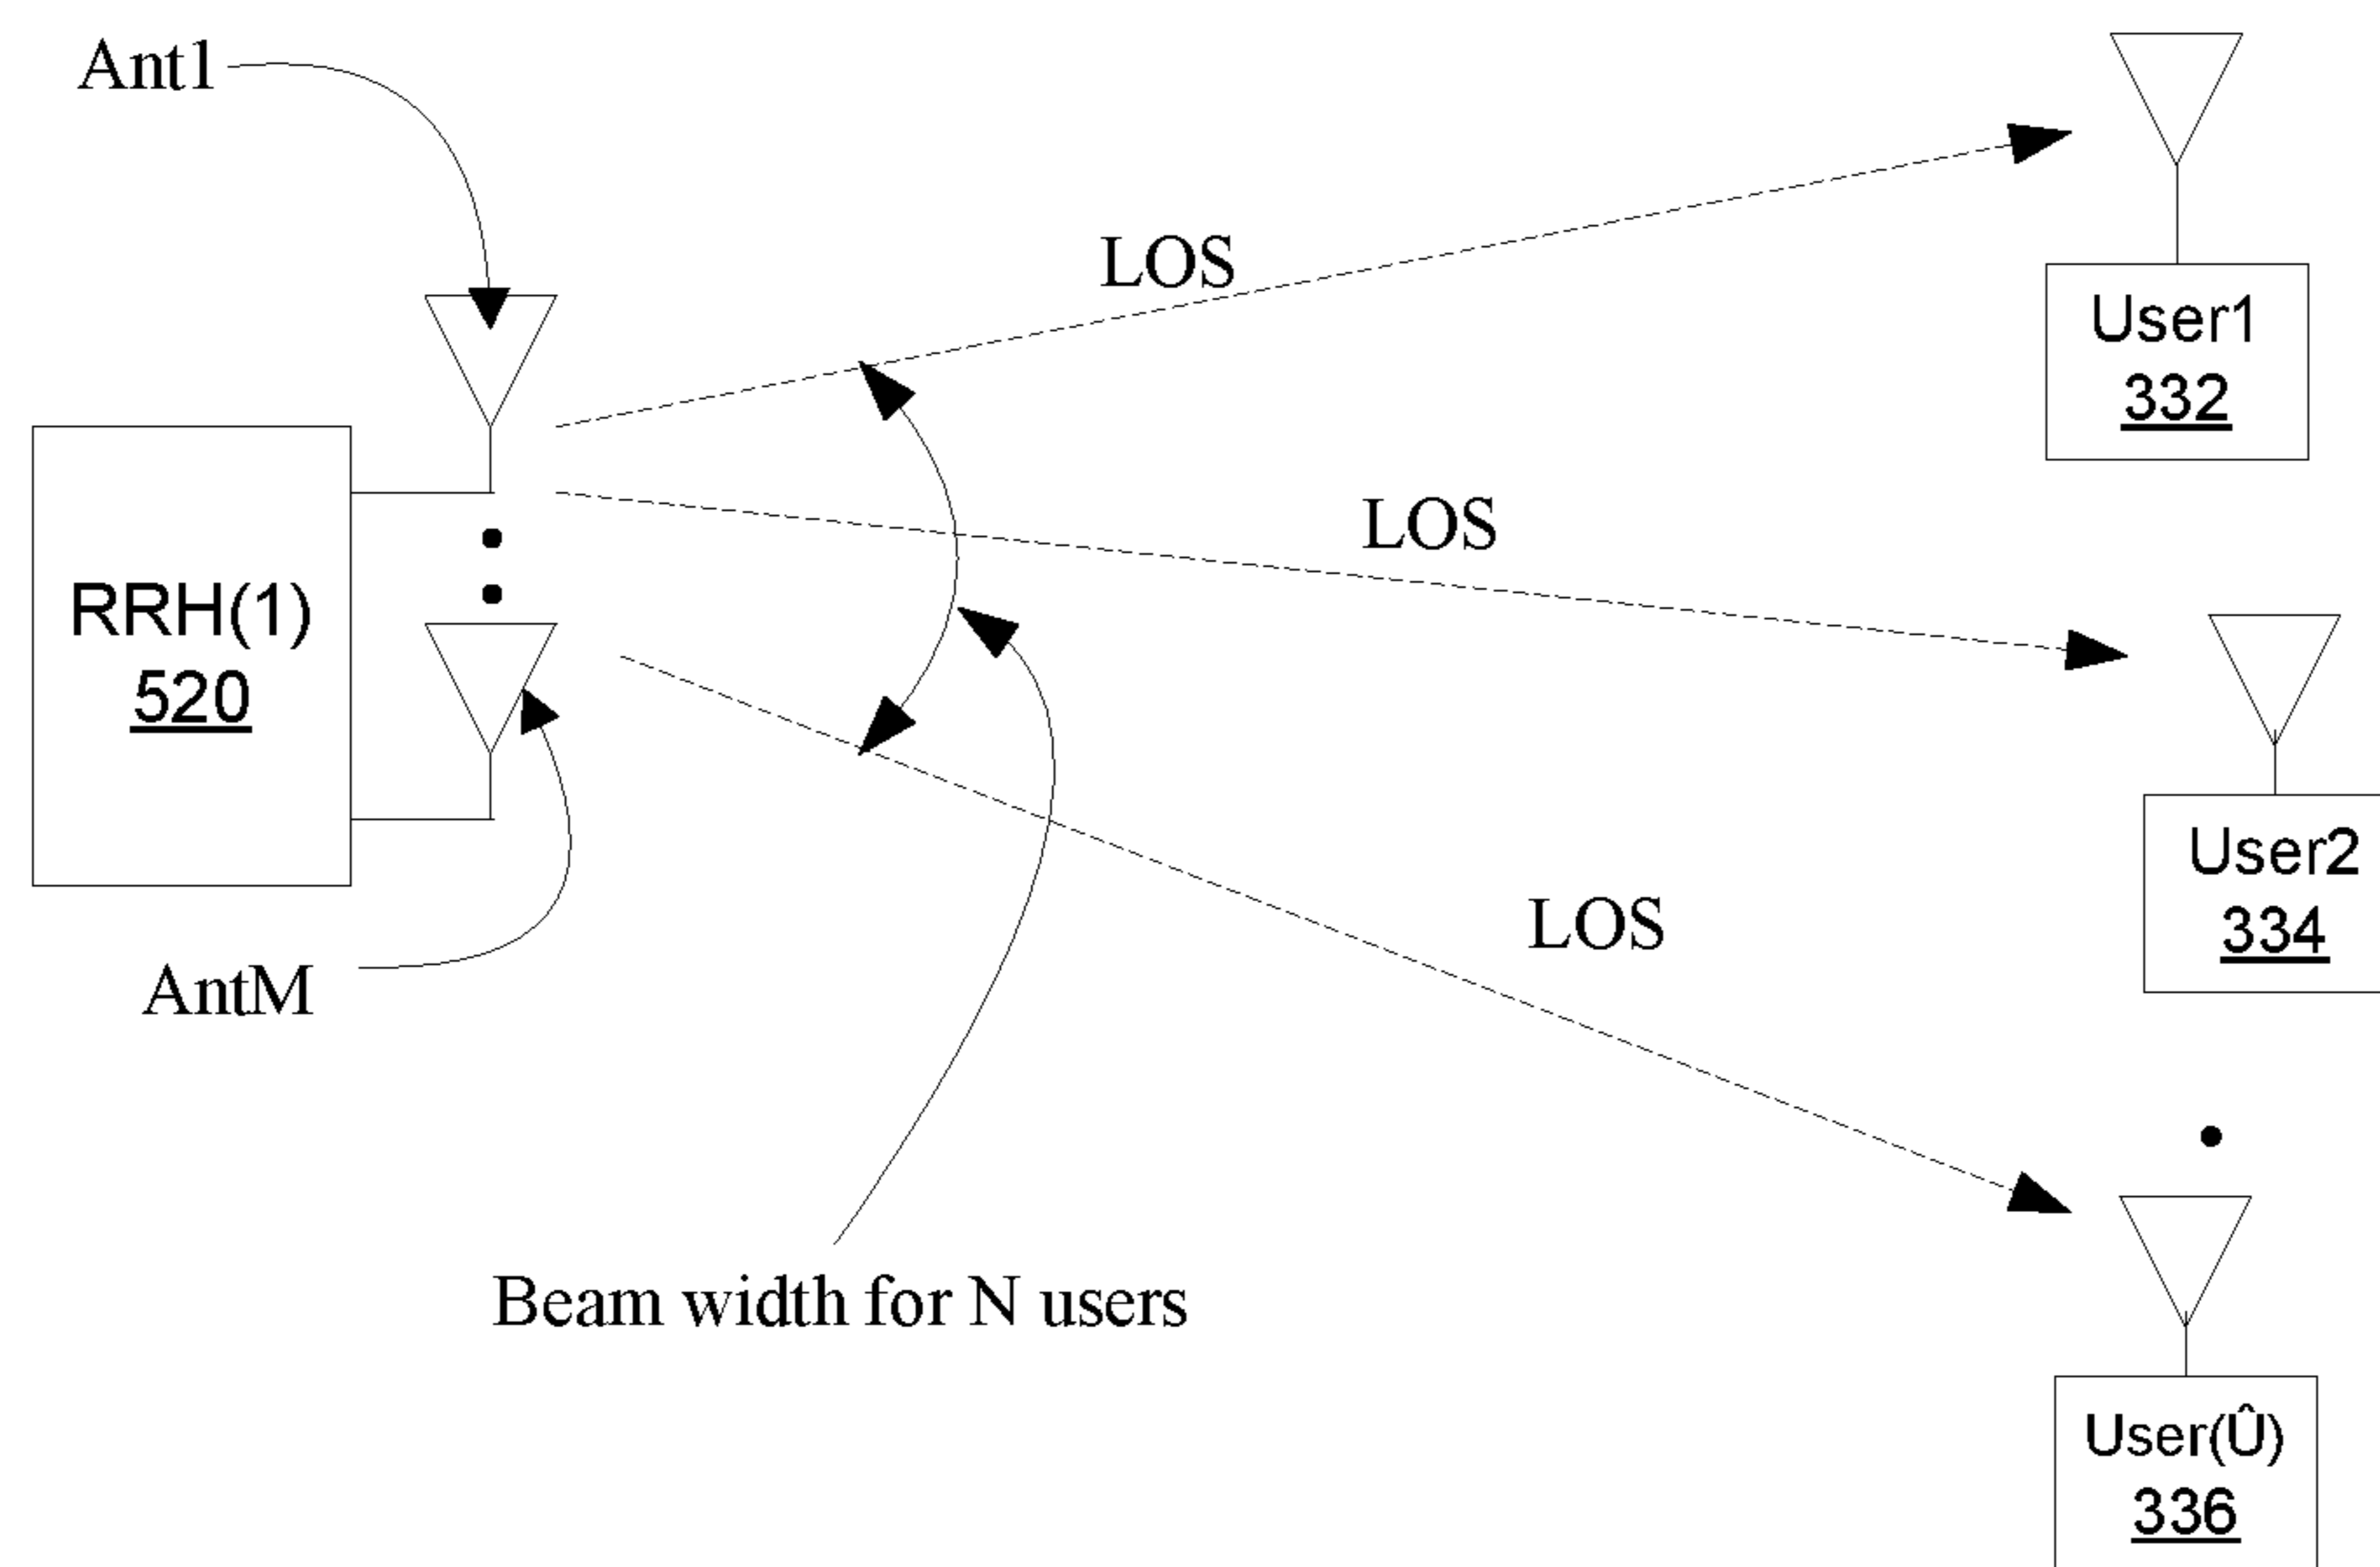 Ant1
LOS
User1
332
LOS
RRH(1)
520
User2
334
LOS
AntM
Beam width for N users
User(Û)
336